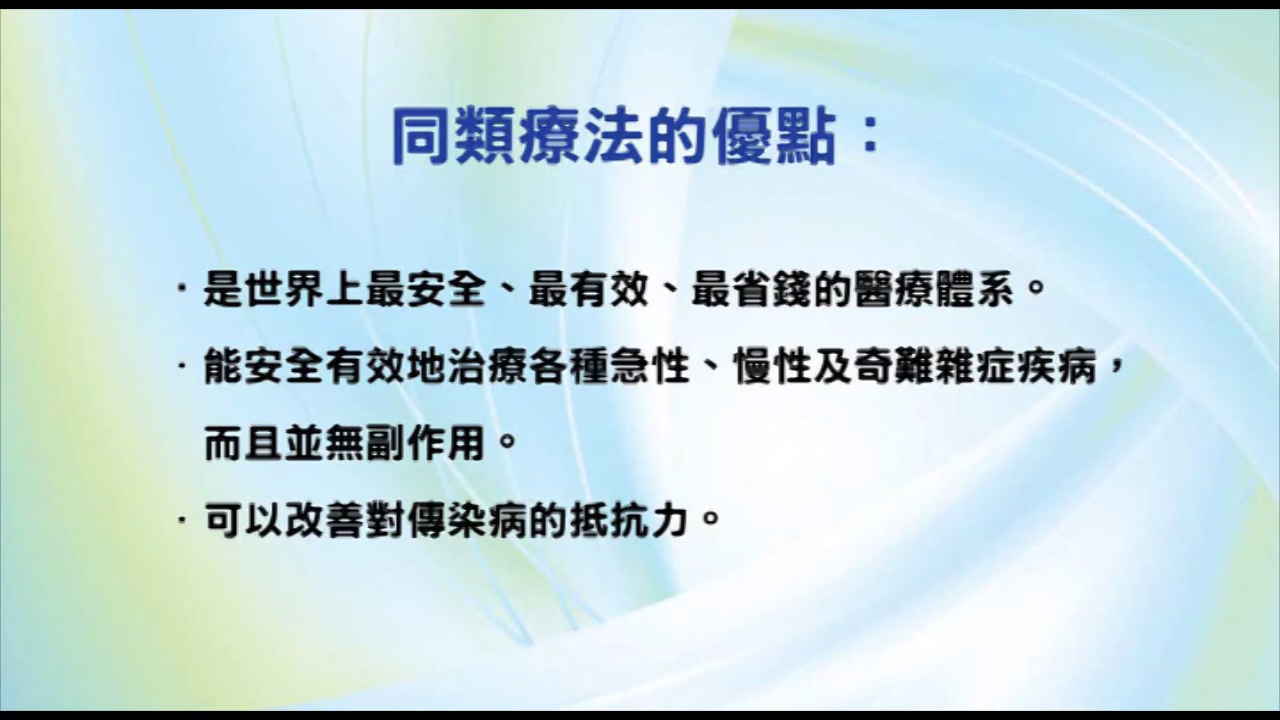 同類療法的優點：
· 是世界上最安全、最有效、最省錢的醫療體系。
· 能安全有效地治療各種急性、慢性及奇難雜症疾病，
而且並無副作用。
· 可以改善對傳染病的抵抗力。